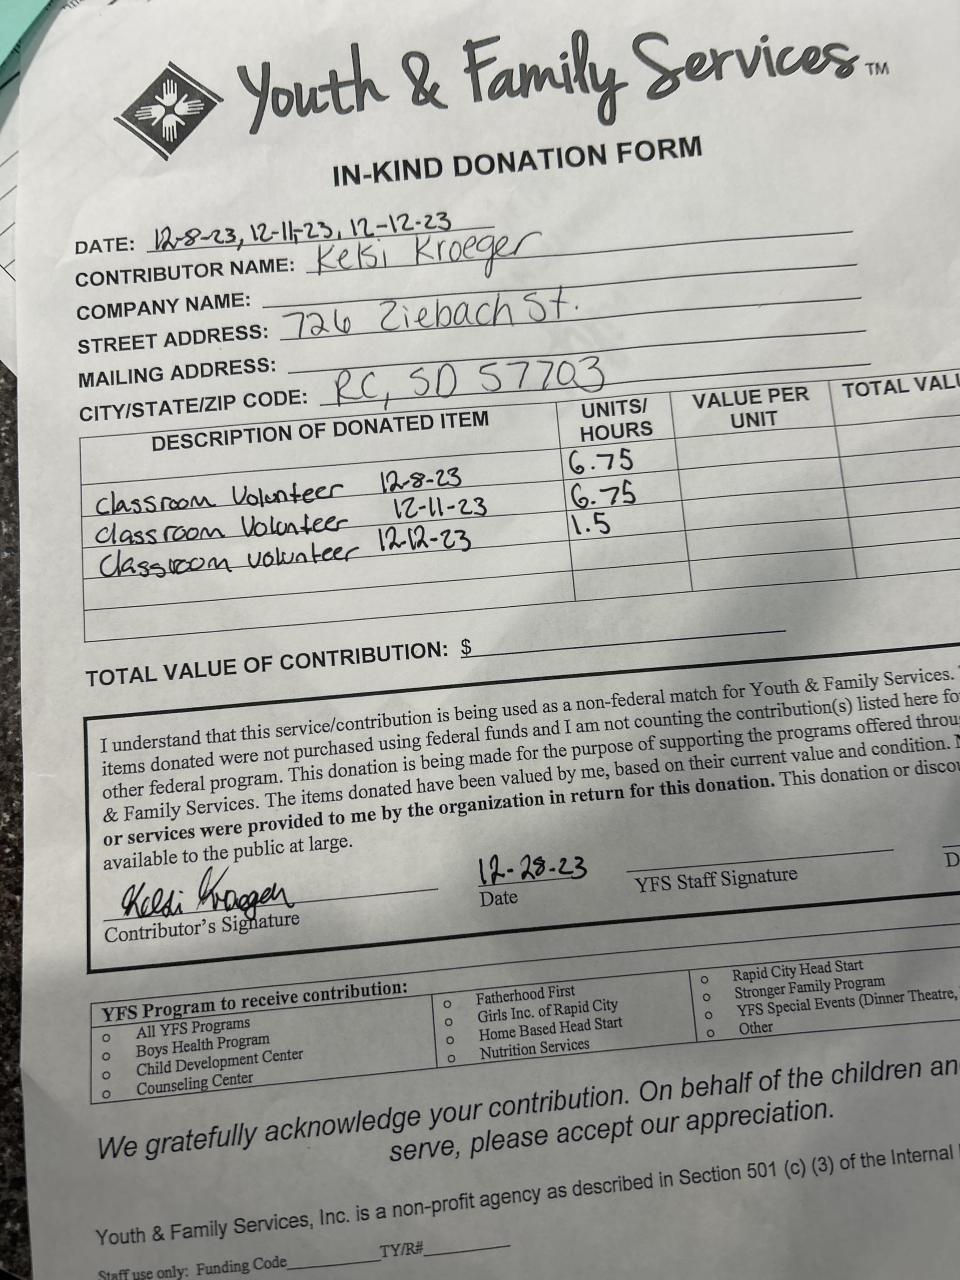 Youth & Family Services TM
IN-KIND DONATION FORM
DATE: 12-8-23, 12-11-23, 12-12-23
CONTRIBUTOR NAME: Kelsi Kroeger
COMPANY NAME:
STREET ADDRESS: 726 Ziebach St.
MAILING ADDRESS:
CITY/STATE/ZIP CODE: RC, SD 57703
DESCRIPTION OF DONATED ITEM UNITS/ HOURS VALUE PER UNIT TOTAL VALU
Classroom Volunteer 12-8-23 6.75
Classroom Volunteer 12-11-23 6.75
Classroom volunteer 12-12-23 1.5
TOTAL VALUE OF CONTRIBUTION: $
I understand that this service/contribution is being used as a non-federal match for Youth & Family Services.
items donated were not purchased using federal funds and I am not counting the contribution(s) listed here fo
other federal program. This donation is being made for the purpose of supporting the programs offered throu
& Family Services. The items donated have been valued by me, based on their current value and condition. N
or services were provided to me by the organization in return for this donation. This donation or discou
available to the public at large.
Kelsi Kroeger 12-28-23
Contributor's Signature Date YFS Staff Signature D
YFS Program to receive contribution:
All YFS Programs
Boys Health Program
Child Development Center
Counseling Center
Fatherhood First
Girls Inc. of Rapid City
Home Based Head Start
Nutrition Services
Rapid City Head Start
Stronger Family Program
YFS Special Events (Dinner Theatre,
Other
We gratefully acknowledge your contribution. On behalf of the children an
serve, please accept our appreciation.
Youth & Family Services, Inc. is a non-profit agency as described in Section 501 (c) (3) of the Internal
Staff use only: Funding Code TY/R#